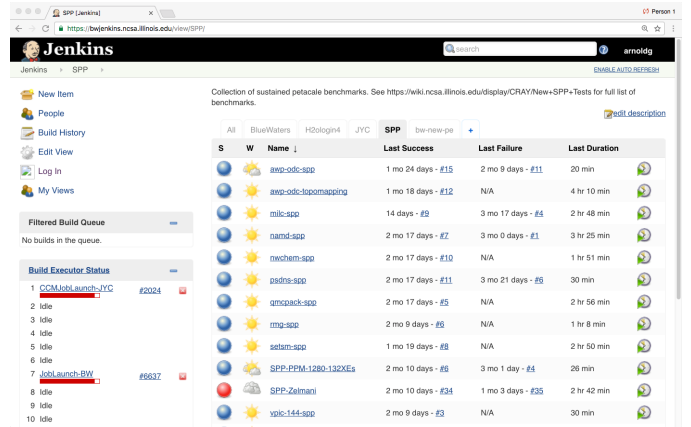 SPP [Jenkins]
Person 1
https://bwjenkins.ncsa.illinois.edu/view/SPP/
Jenkins
search
arnoldg
Jenkins SPP
ENABLE AUTO REFRESH
New Item
People
Build History
Edit View
Log In
My Views
Filtered Build Queue
No builds in the queue.
Build Executor Status
1 CCMJobLaunch-JYC #2024
2 Idle
3 Idle
4 Idle
5 Idle
6 Idle
7 JobLaunch-BW #6637
8 Idle
9 Idle
10 Idle
Collection of sustained petacale benchmarks. See https://wiki.ncsa.illinois.edu/display/CRAY/New+SPP+Tests for full list of
benchmarks.
edit description
All BlueWaters H2ologin4 JYC SPP bw-new-pe +
S W Name ↓ Last Success Last Failure Last Duration
awp-odc-spp 1 mo 24 days - #15 2 mo 9 days - #11 20 min
awp-odc-topomapping 1 mo 18 days - #12 N/A 4 hr 10 min
milc-spp 14 days - #9 3 mo 17 days - #4 2 hr 48 min
namd-spp 2 mo 17 days - #7 3 mo 0 days - #1 3 hr 25 min
nwchem-spp 2 mo 17 days - #10 N/A 1 hr 51 min
psdns-spp 2 mo 17 days - #11 3 mo 21 days - #6 30 min
qmcpack-spp 2 mo 17 days - #5 N/A 2 hr 56 min
rmg-spp 2 mo 9 days - #6 N/A 1 hr 8 min
setsm-spp 1 mo 19 days - #8 N/A 2 hr 50 min
SPP-PPM-1280-132XEs 2 mo 10 days - #6 3 mo 1 day - #4 26 min
SPP-Zelmani 2 mo 10 days - #34 1 mo 3 days - #35 2 hr 42 min
vpic-144-spp 2 mo 9 days - #3 N/A 30 min